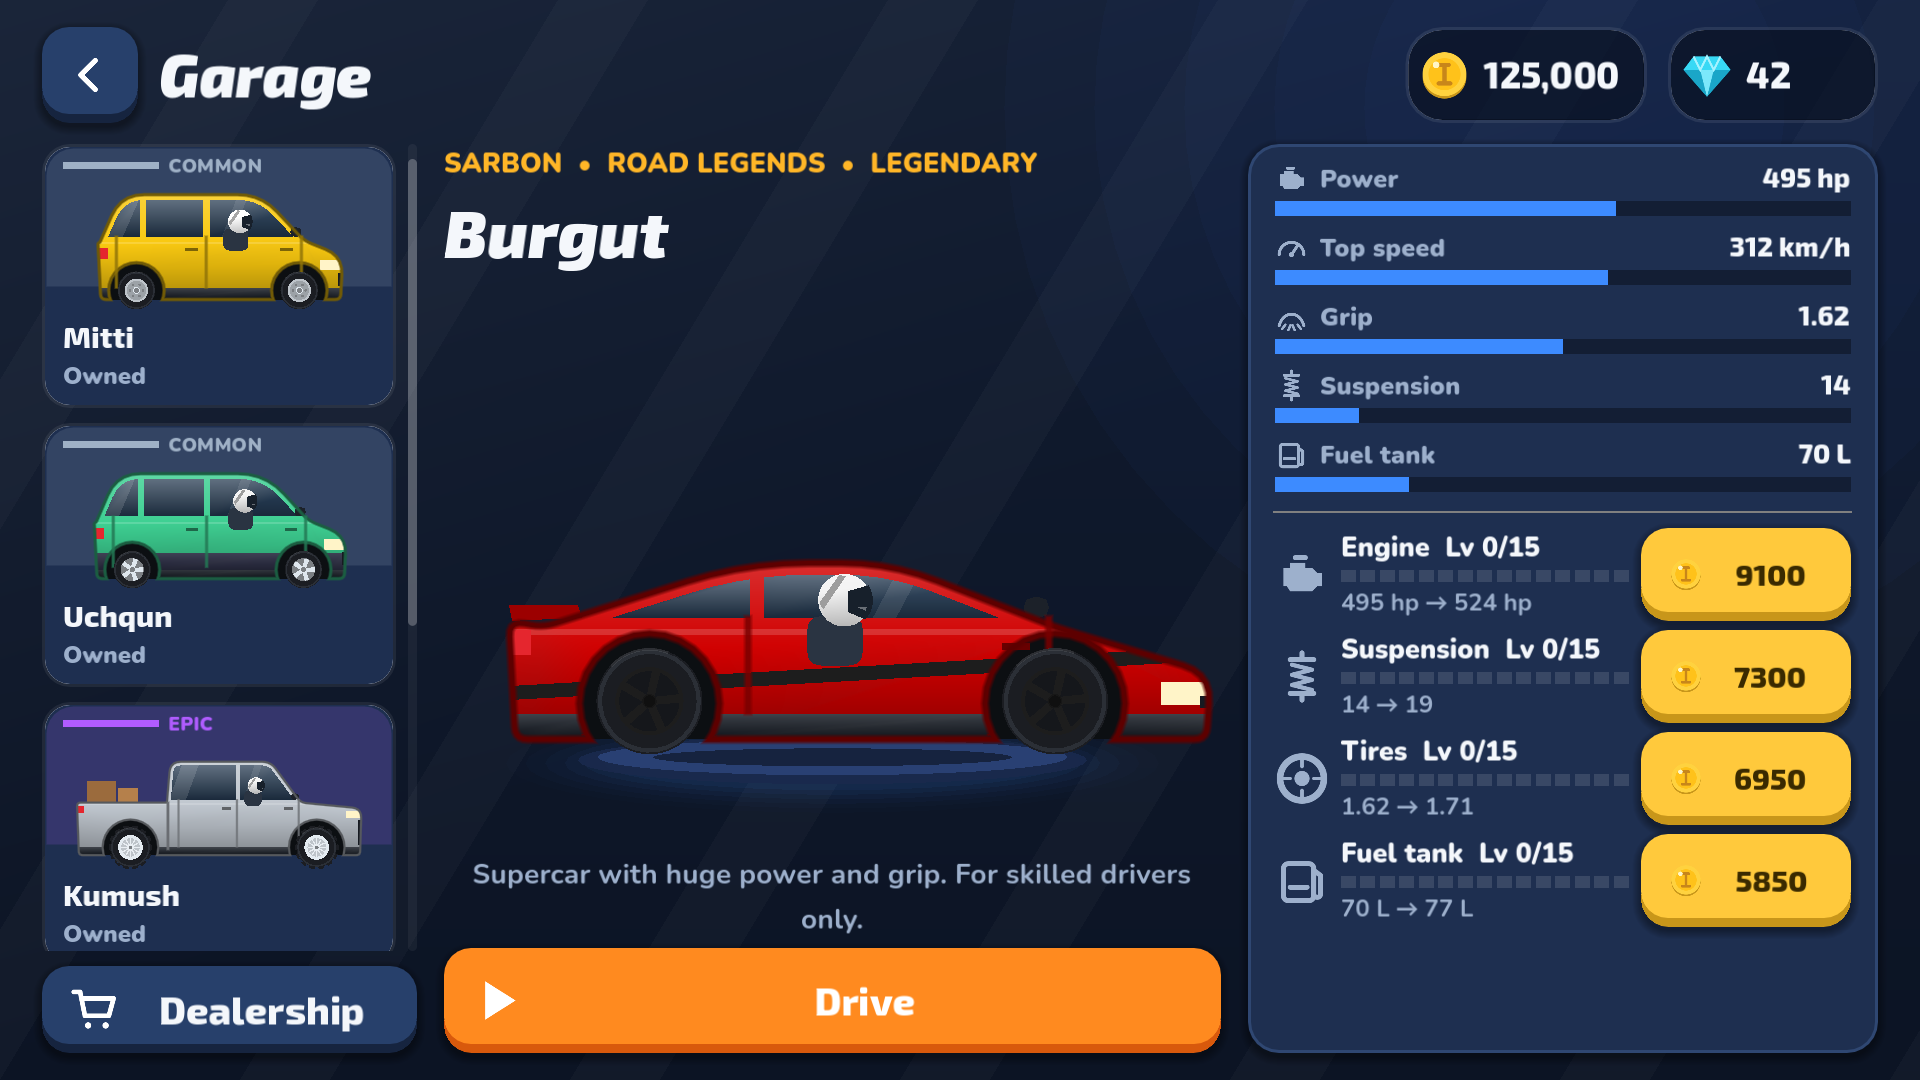 Garage
125,000
42
COMMON
Mitti
Owned
COMMON
Uchqun
Owned
EPIC
Kumush
Owned
Dealership
SARBON • ROAD LEGENDS • LEGENDARY
Burgut
Supercar with huge power and grip. For skilled drivers
only.
Drive
Power 495 hp
Top speed 312 km/h
Grip 1.62
Suspension 14
Fuel tank 70 L
Engine Lv 0/15
495 hp → 524 hp
9100
Suspension Lv 0/15
14 → 19
7300
Tires Lv 0/15
1.62 → 1.71
6950
Fuel tank Lv 0/15
70 L → 77 L
5850